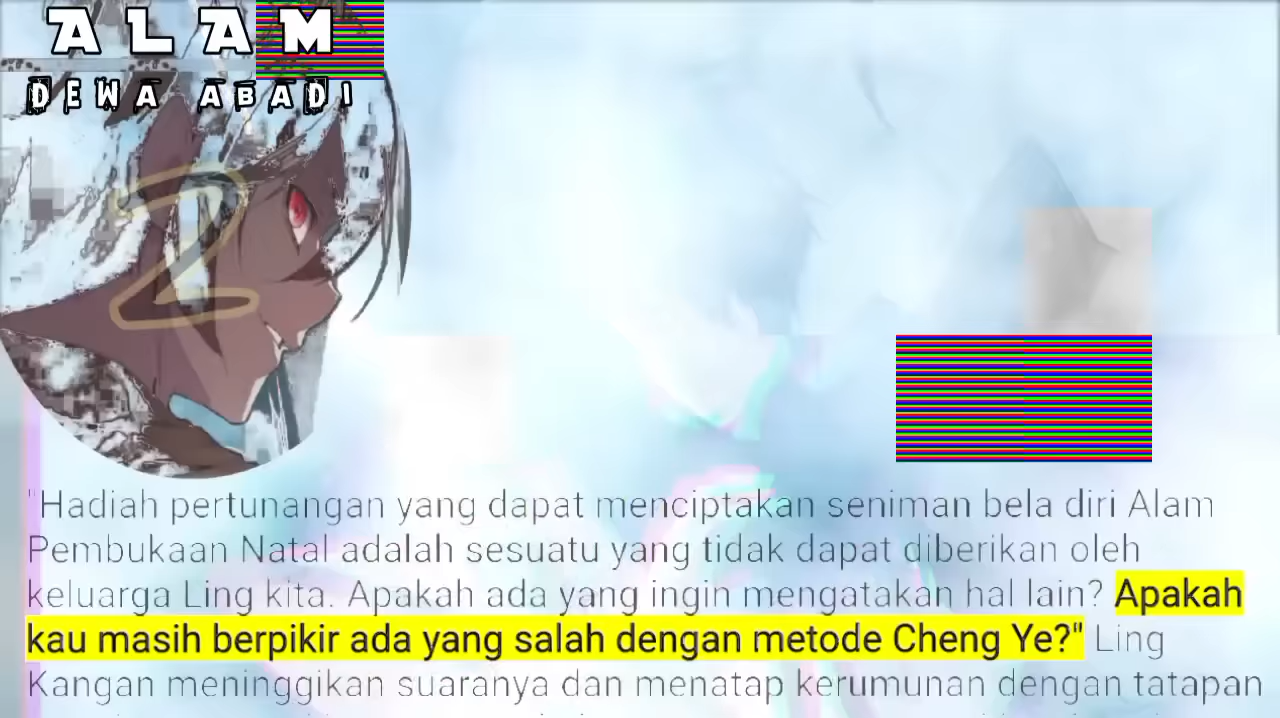 ALAM
DEWA ABADI
2
"Hadiah pertunangan yang dapat menciptakan seniman bela diri Alam
Pembukaan Natal adalah sesuatu yang tidak dapat diberikan oleh
keluarga Ling kita. Apakah ada yang ingin mengatakan hal lain? Apakah
kau masih berpikir ada yang salah dengan metode Cheng Ye?" Ling
Kangan meninggikan suaranya dan menatap kerumunan dengan tatapan